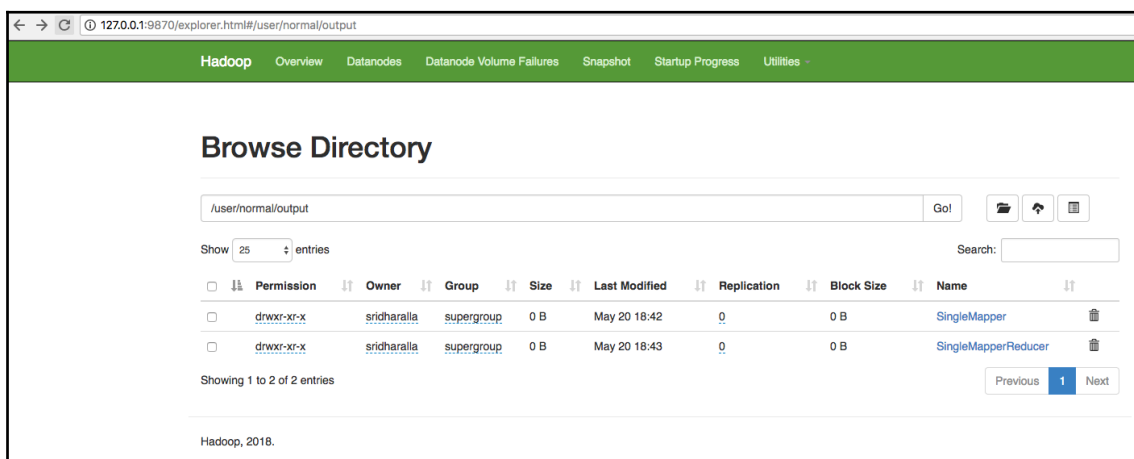 127.0.0.1:9870/explorer.html#/user/normal/output
Hadoop Overview Datanodes Datanode Volume Failures Snapshot Startup Progress Utilities
Browse Directory
/user/normal/output Go!
Show 25 entries Search:
Permission Owner Group Size Last Modified Replication Block Size Name
drwxr-xr-x sridharalla supergroup 0 B May 20 18:42 0 0 B SingleMapper
drwxr-xr-x sridharalla supergroup 0 B May 20 18:43 0 0 B SingleMapperReducer
Showing 1 to 2 of 2 entries Previous 1 Next
Hadoop, 2018.